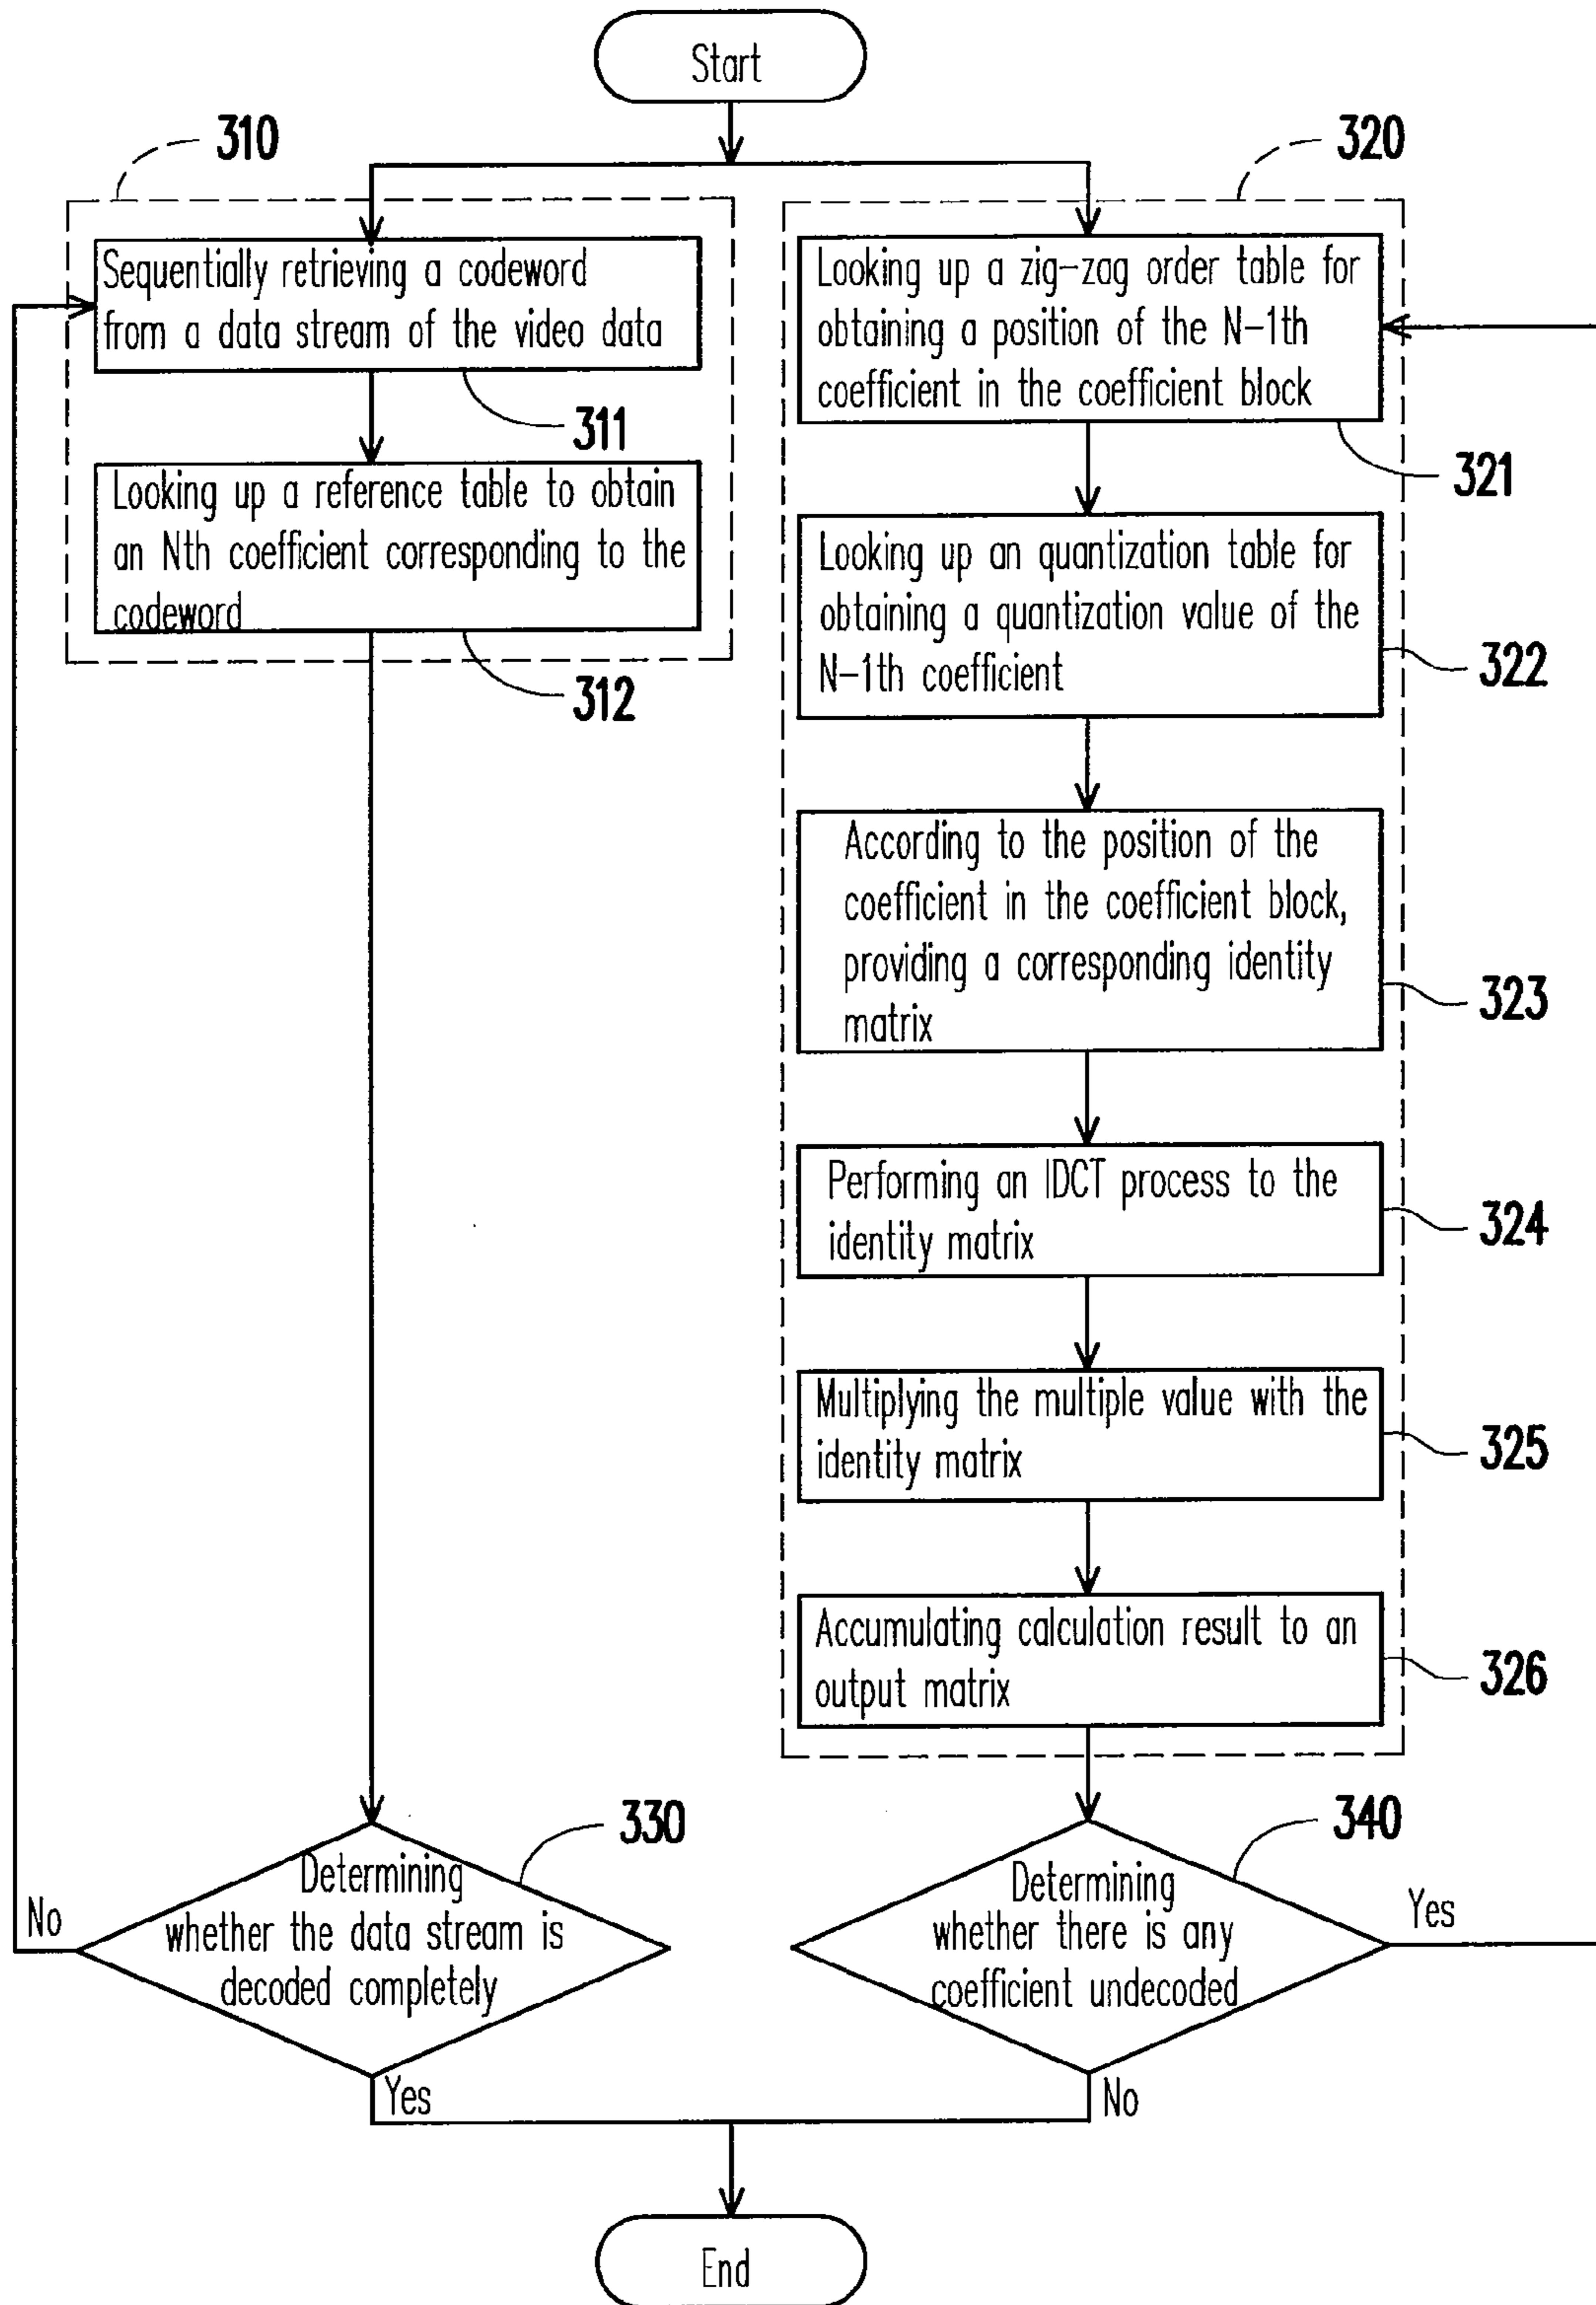 Start
310
Sequentially retrieving a codeword
from a data stream of the video data
311
Looking up a reference table to obtain
an Nth coefficient corresponding to the
codeword
312
320
Looking up a zig-zag order table for
obtaining a position of the N-1th
coefficient in the coefficient block
321
Looking up an quantization table for
obtaining a quantization value of the
N-1th coefficient
322
According to the position of the
coefficient in the coefficient block,
providing a corresponding identity
matrix
323
Performing an IDCT process to the
identity matrix
324
Multiplying the multiple value with the
identity matrix
325
Accumulating calculation result to an
output matrix
326
330
Determining
whether the data stream is
decoded completely
No
Yes
340
Determining
whether there is any
coefficient undecoded
Yes
No
End